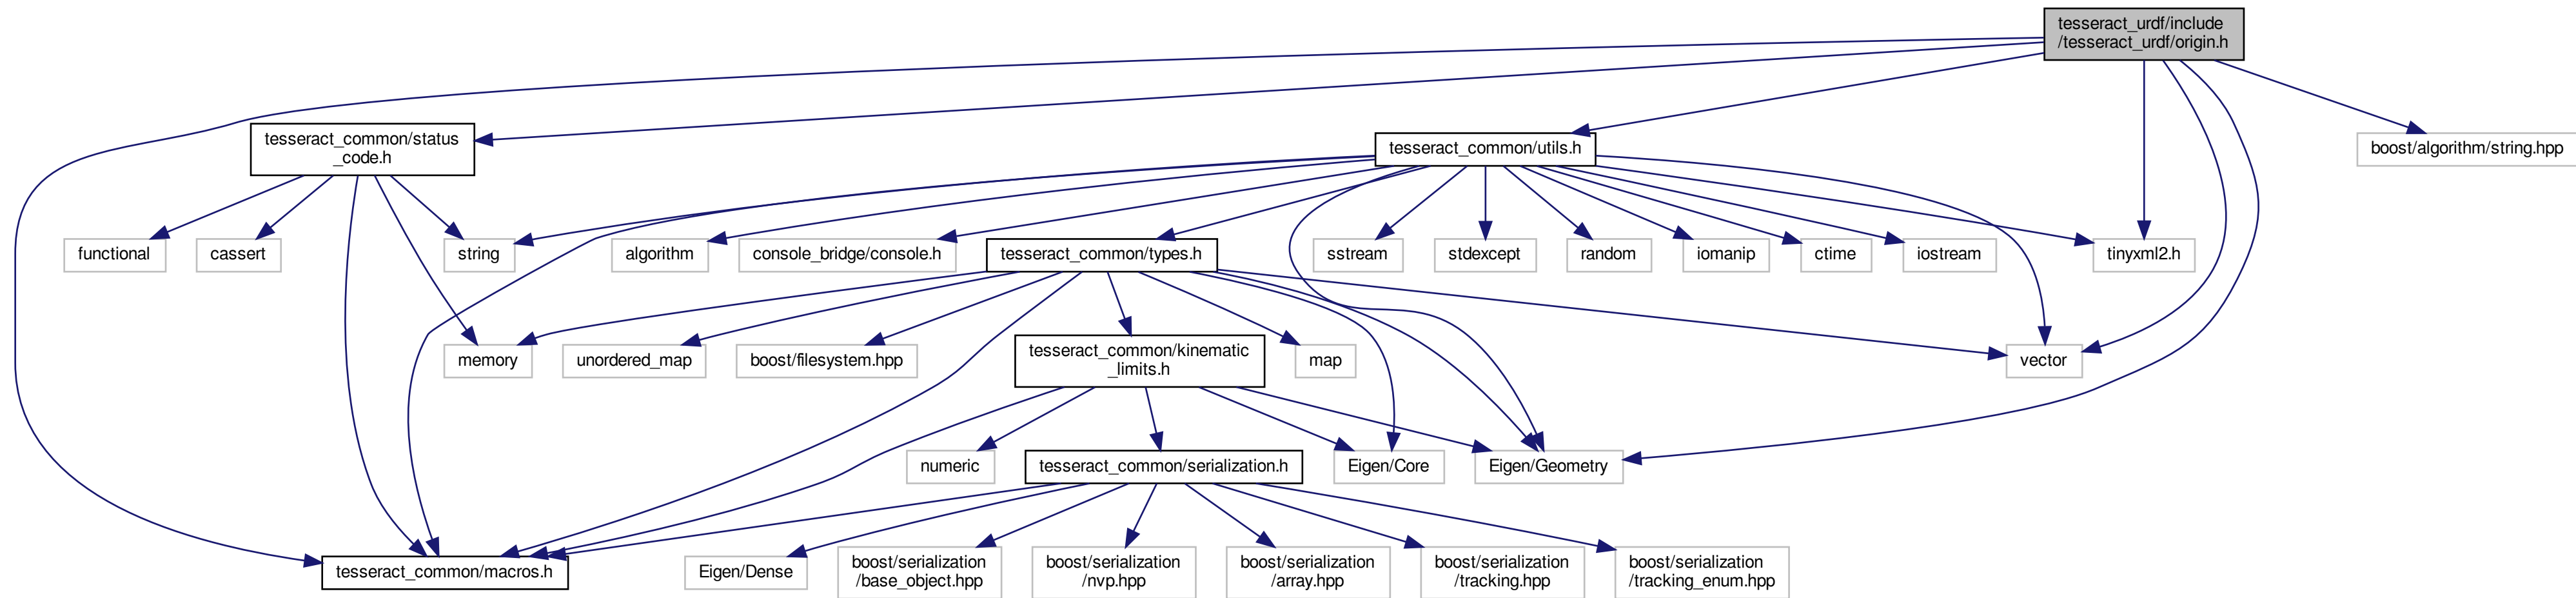 tesseract_urdf/include
/tesseract_urdf/origin.h
tesseract_common/status
_code.h
tesseract_common/utils.h
boost/algorithm/string.hpp
functional
cassert
string
algorithm
console_bridge/console.h
tesseract_common/types.h
sstream
stdexcept
random
iomanip
ctime
iostream
tinyxml2.h
memory
unordered_map
boost/filesystem.hpp
tesseract_common/kinematic
_limits.h
map
vector
numeric
tesseract_common/serialization.h
Eigen/Core
Eigen/Geometry
tesseract_common/macros.h
Eigen/Dense
boost/serialization
/base_object.hpp
boost/serialization
/nvp.hpp
boost/serialization
/array.hpp
boost/serialization
/tracking.hpp
boost/serialization
/tracking_enum.hpp